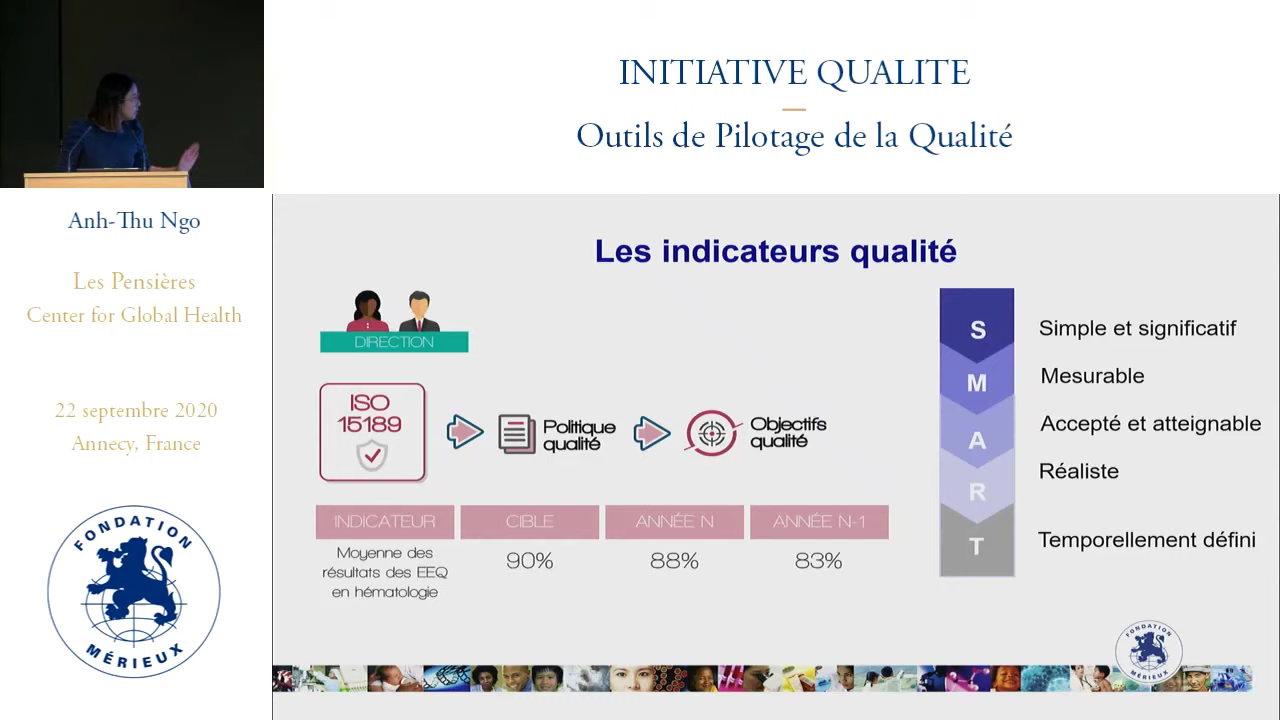 INITIATIVE QUALITE
Outils de Pilotage de la Qualité
Anh-Thu Ngo
Les Pensières
Center for Global Health
22 septembre 2020
Annecy, France
FONDATION
MÉRIEUX
Les indicateurs qualité
DIRECTION
ISO
15189
Politique
qualité
Objectifs
qualité
INDICATEUR CIBLE ANNÉE N ANNÉE N-1
Moyenne des
résultats des EEQ
en hématologie
90% 88% 83%
S Simple et significatif
M Mesurable
A Accepté et atteignable
R Réaliste
T Temporellement défini
FONDATION
MÉRIEUX